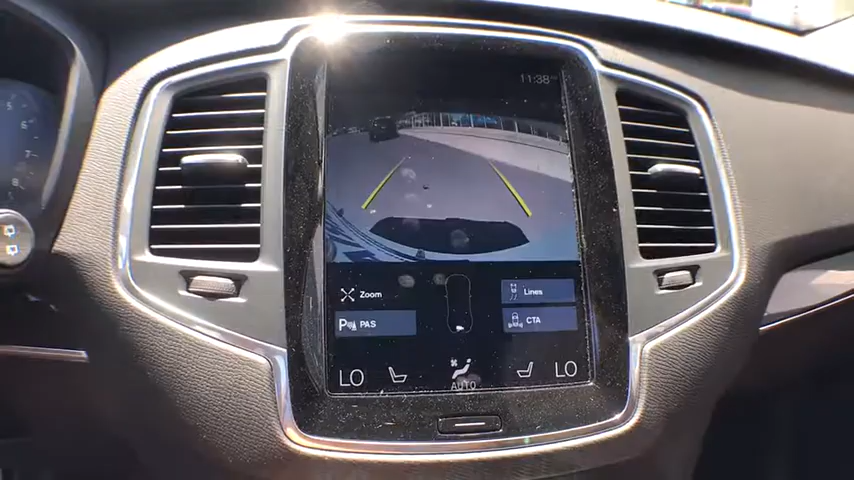 11:38
Zoom
Lines
PAS
CTA
LO
AUTO
LO